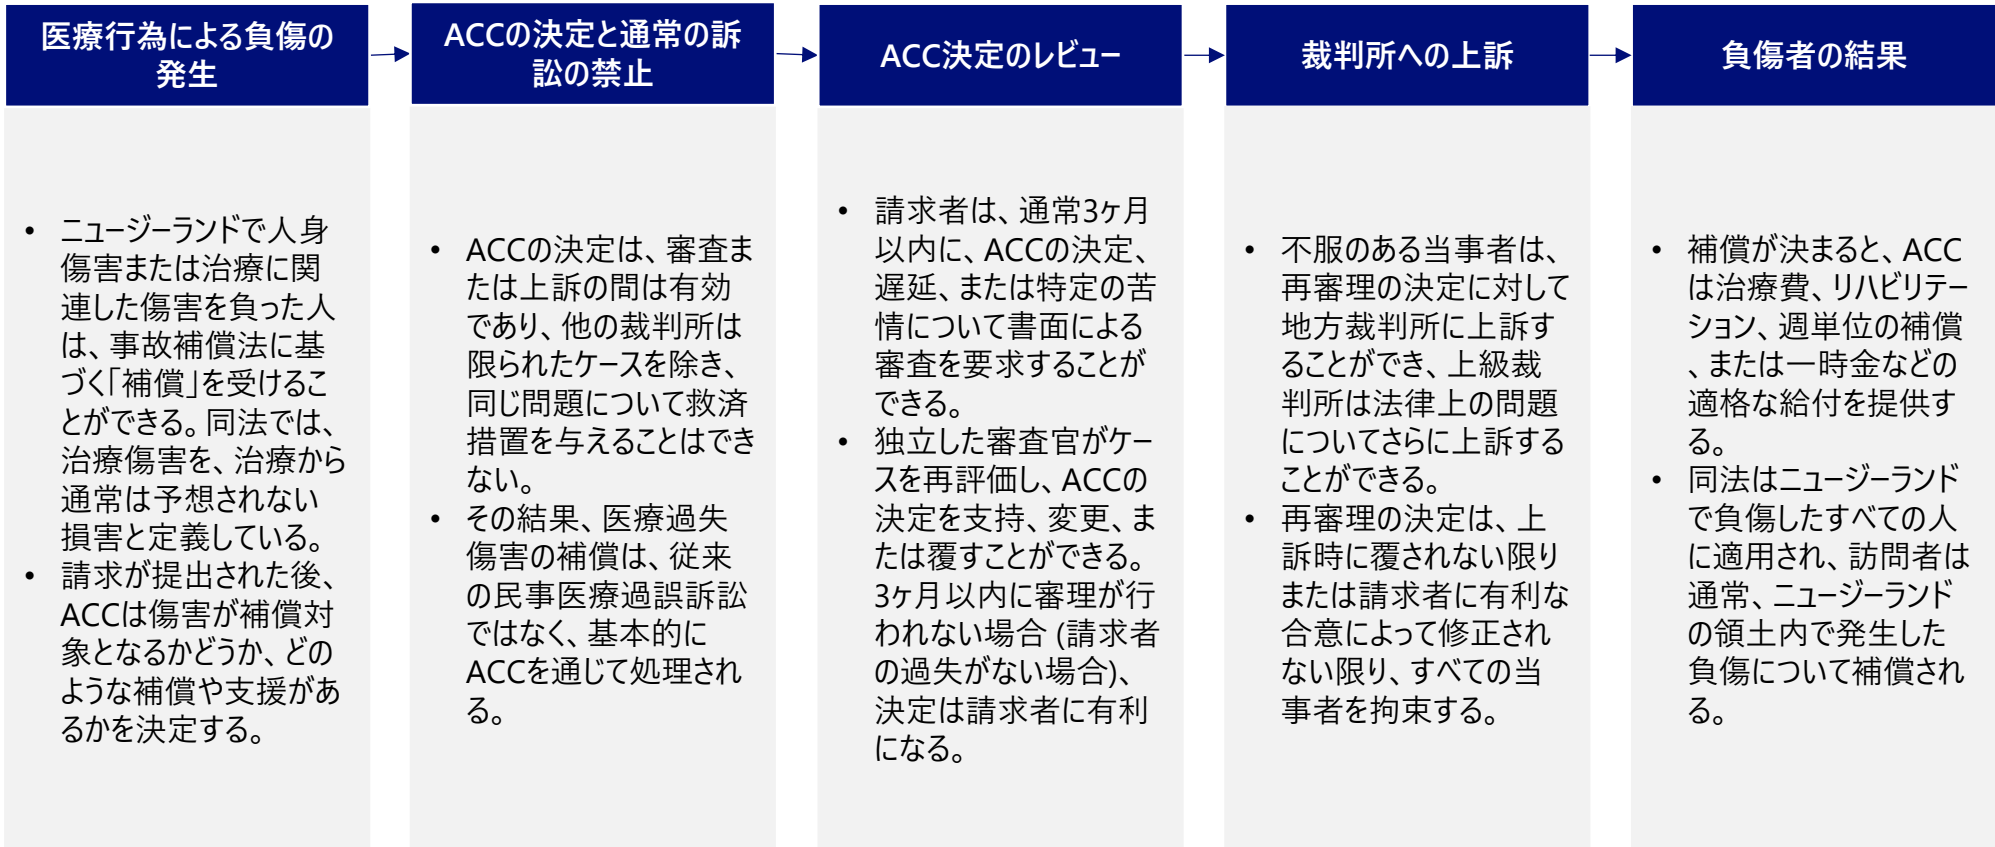 医療行為による負傷の
発生
ACCの決定と通常の訴
訟の禁止
ACC決定のレビュー
裁判所への上訴
負傷者の結果
• ニュージーランドで人身
傷害または治療に関
連した傷害を負った人
は、事故補償法に基
づく「補償」を受けるこ
とができる。同法では、
治療傷害を、治療から
通常は予想されない
損害と定義している。
• 請求が提出された後、
ACCは傷害が補償対
象となるかどうか、どの
ような補償や支援があ
るかを決定する。
• ACCの決定は、審査ま
たは上訴の間は有効
であり、他の裁判所は
限られたケースを除き、
同じ問題について救済
措置を与えることはでき
ない。
• その結果、医療過失
傷害の補償は、従来
の民事医療過誤訴訟
ではなく、基本的に
ACCを通じて処理され
る。
• 請求者は、通常3ヶ月
以内に、ACCの決定、
遅延、または特定の苦
情について書面による
審査を要求することが
できる。
• 独立した審査官がケー
スを再評価し、ACCの
決定を支持、変更、ま
たは覆すことができる。
3ヶ月以内に審理が行
われない場合 (請求者
の過失がない場合)、
決定は請求者に有利
になる。
• 不服のある当事者は、
再審理の決定に対して
地方裁判所に上訴す
ることができ、上級裁
判所は法律上の問題
についてさらに上訴する
ことができる。
• 再審理の決定は、上
訴時に覆されない限り
または請求者に有利な
合意によって修正され
ない限り、すべての当
事者を拘束する。
• 補償が決まると、ACC
は治療費、リハビリテー
ション、週単位の補償
、または一時金などの
適格な給付を提供す
る。
• 同法はニュージーランド
で負傷したすべての人
に適用され、訪問者は
通常、ニュージーランド
の領土内で発生した
負傷について補償され
る。